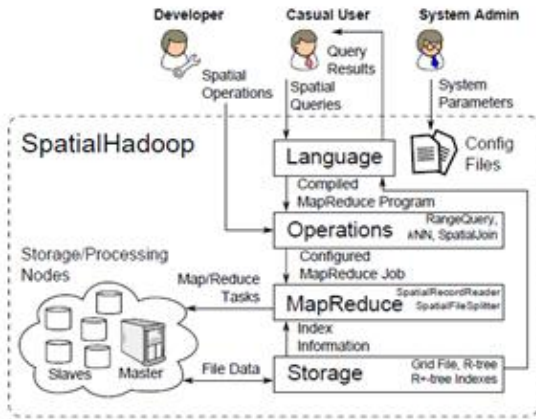 Developer
Casual User
System Admin
Spatial
Operations
Spatial
Queries
Query
Results
System
Parameters
SpatialHadoop
Language
Config
Files
Compiled
MapReduce Program
Operations
RangeQuery,
kNN, SpatialJoin
Storage/Processing
Nodes
Configured
MapReduce Job
Map/Reduce
Tasks
MapReduce
SpatialRecordReader
SpatialFileSplitter
Index
Information
Slaves
Master
File Data
Storage
Grid File, R-tree
R+-tree Indexes